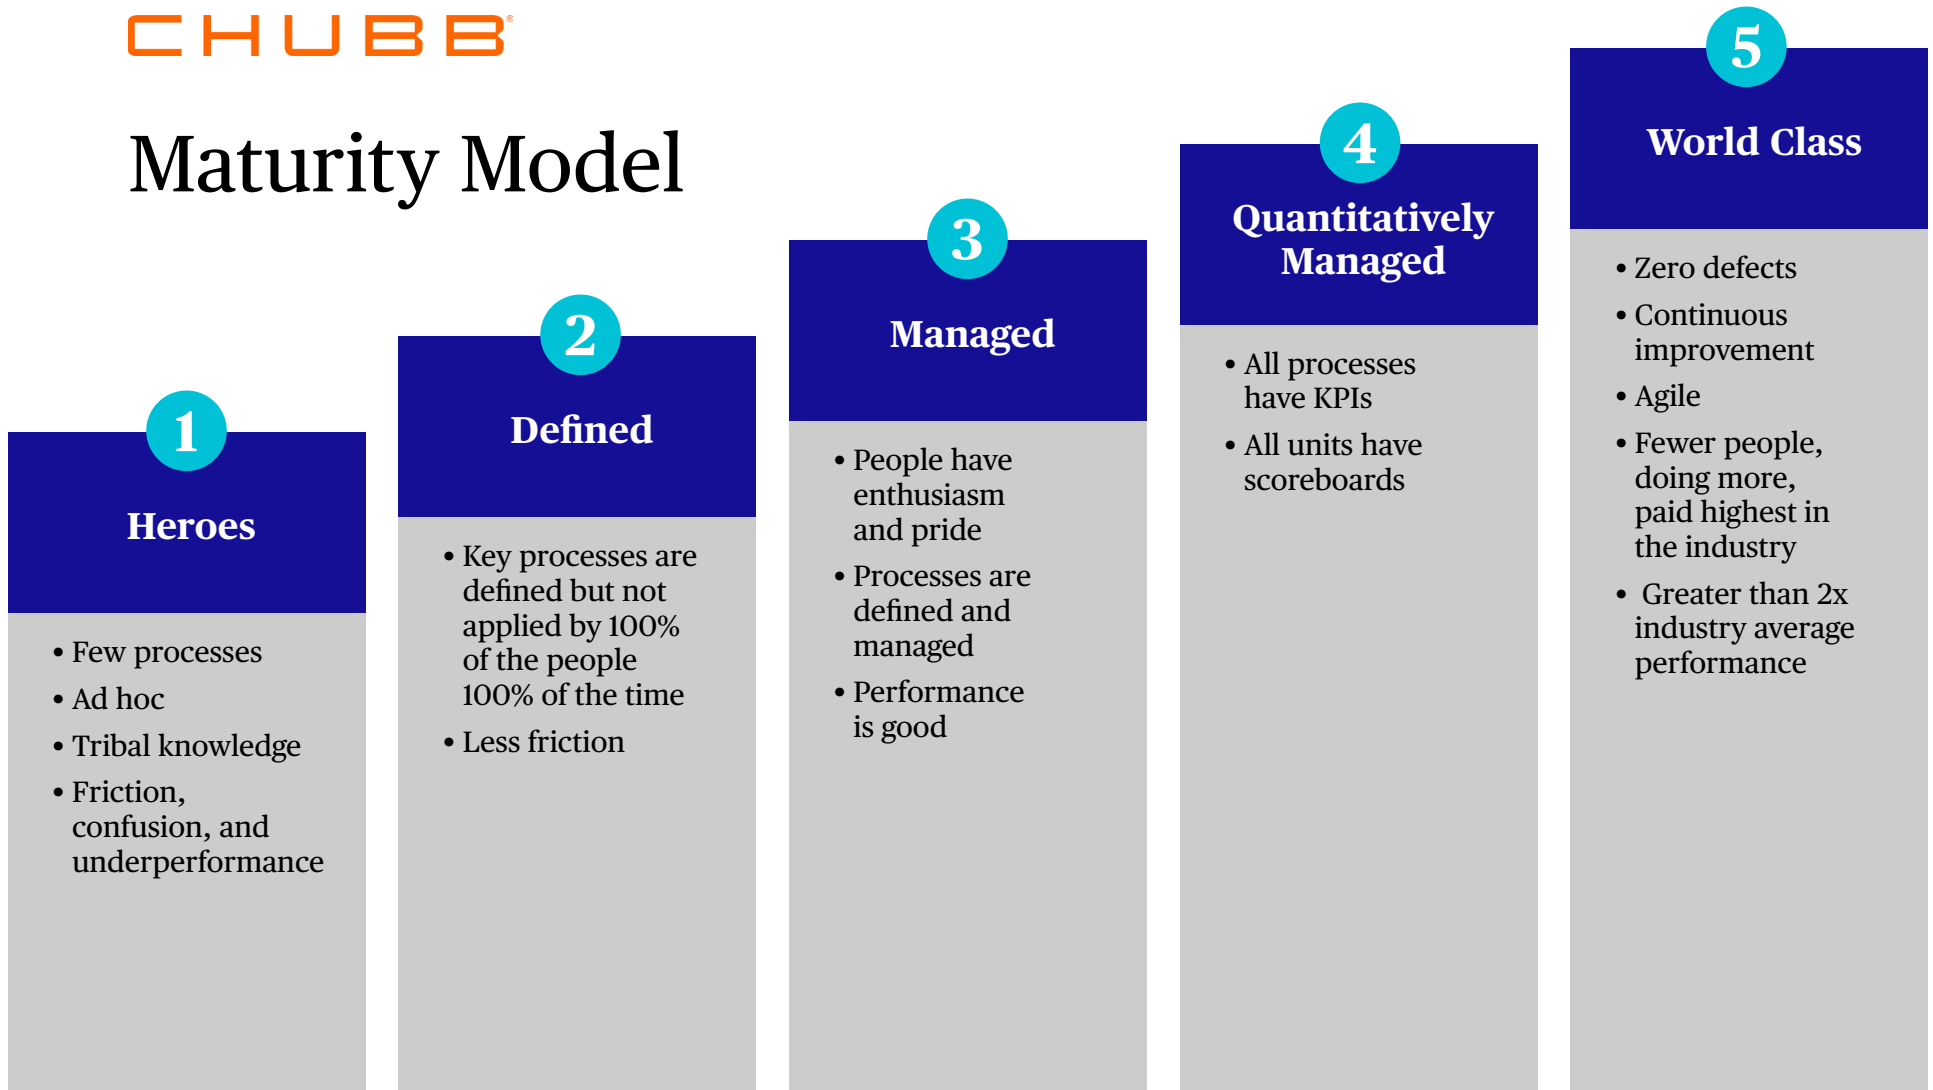 CHUBB®
Maturity Model
1
Heroes
• Few processes
• Ad hoc
• Tribal knowledge
• Friction,
confusion, and
underperformance
2
Defined
• Key processes are
defined but not
applied by 100%
of the people
100% of the time
• Less friction
3
Managed
• People have
enthusiasm
and pride
• Processes are
defined and
managed
• Performance
is good
4
Quantitatively
Managed
• All processes
have KPIs
• All units have
scoreboards
5
World Class
• Zero defects
• Continuous
improvement
• Agile
• Fewer people,
doing more,
paid highest in
the industry
• Greater than 2x
industry average
performance